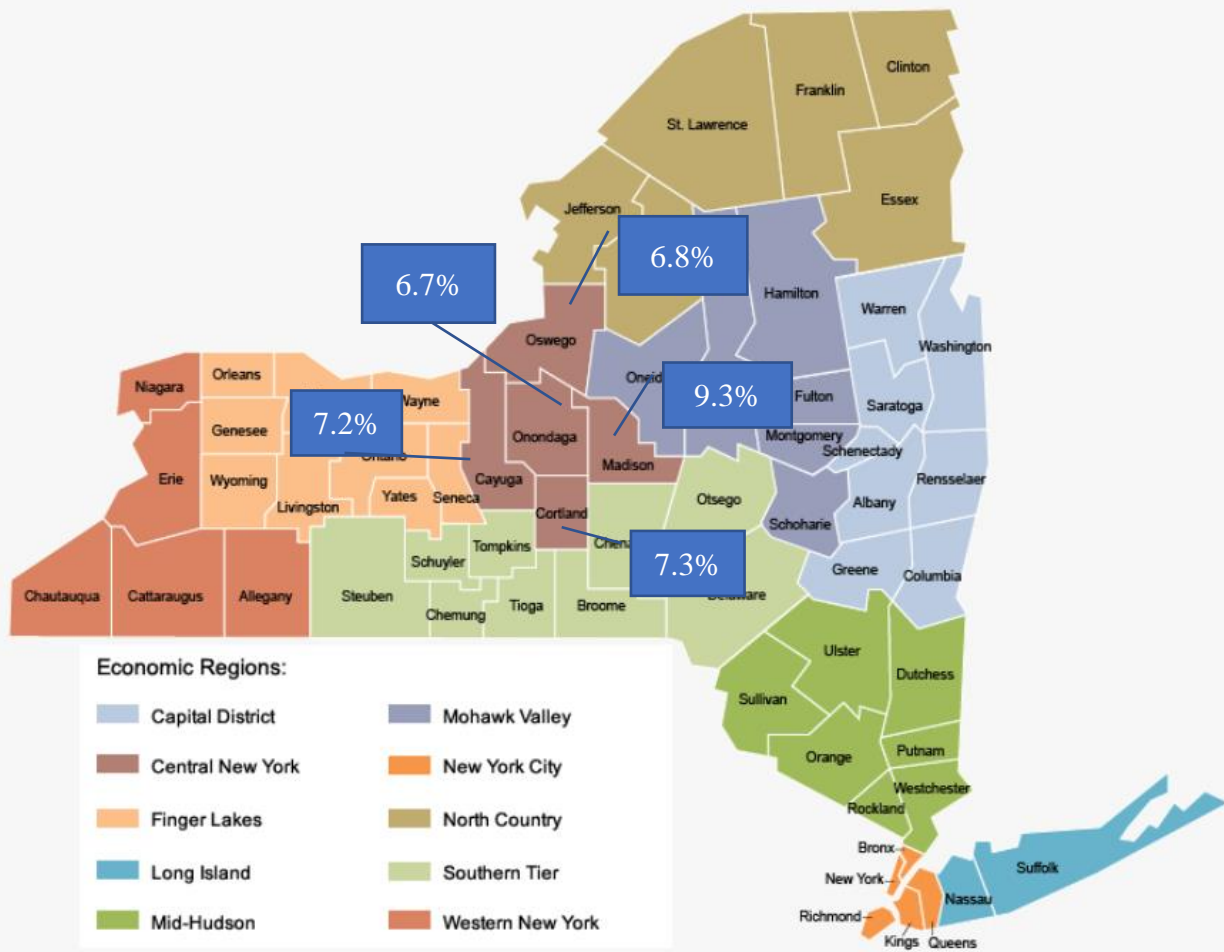 Clinton
Franklin
St. Lawrence
Essex
Jefferson
6.8%
6.7%
Hamilton
Warren
Oswego
Washington
Niagara
Orleans
Wayne
Oneid
9.3%
Fulton
Saratoga
7.2%
Genesee
Onondaga
Montgomery
Schenectady
Ontario
Madison
Erie
Wyoming
Cayuga
Rensselaer
Yates
Seneca
Otsego
Albany
Livingston
Cortland
Schoharie
Chena
Tompkins
Schuyler
7.3%
Greene
Columbia
Chautauqua
Cattaraugus
Allegany
Steuben
Chemung
Tioga
Broome
Delaware
Ulster
Dutchess
Sullivan
Orange
Putnam
Westchester
Rockland
Bronx
New York
Nassau
Suffolk
Richmond
Kings
Queens
Economic Regions:
Capital District
Mohawk Valley
Central New York
New York City
Finger Lakes
North Country
Long Island
Southern Tier
Mid-Hudson
Western New York